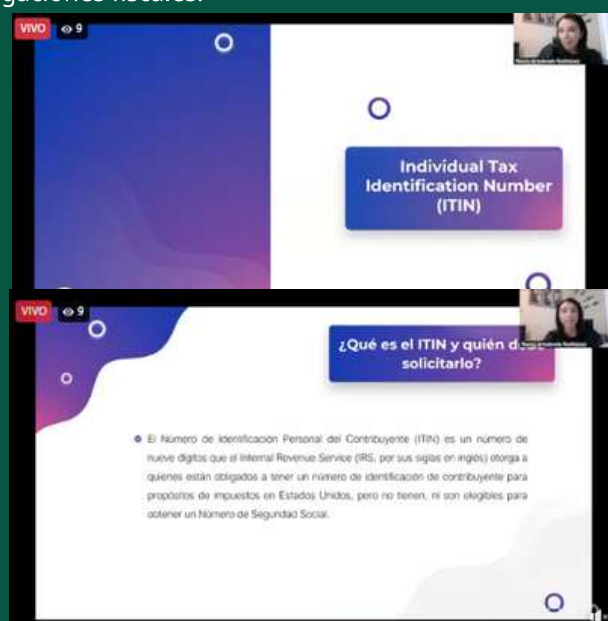 gaciones fiscales.
VIVO 9
Individual Tax
Identification Number
(ITIN)
VIVO 9
¿Qué es el ITIN y quién
solicitarlo?
El Número de Identificación Personal del Contribuyente (ITIN) es un número de
nueve dígitos que el Internal Revenue Service (IRS, por sus siglas en inglés) otorga a
quienes están obligados a tener un número de identificación de contribuyente para
propósitos de impuestos en Estados Unidos, pero no tienen, ni son elegibles para
obtener un Número de Seguridad Social.